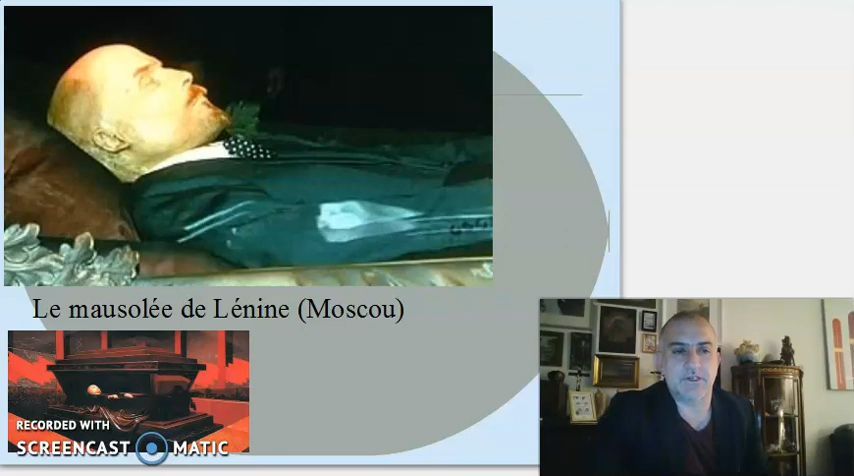 Le mausolée de Lénine (Moscou)
RECORDED WITH
SCREENCAST MATIC